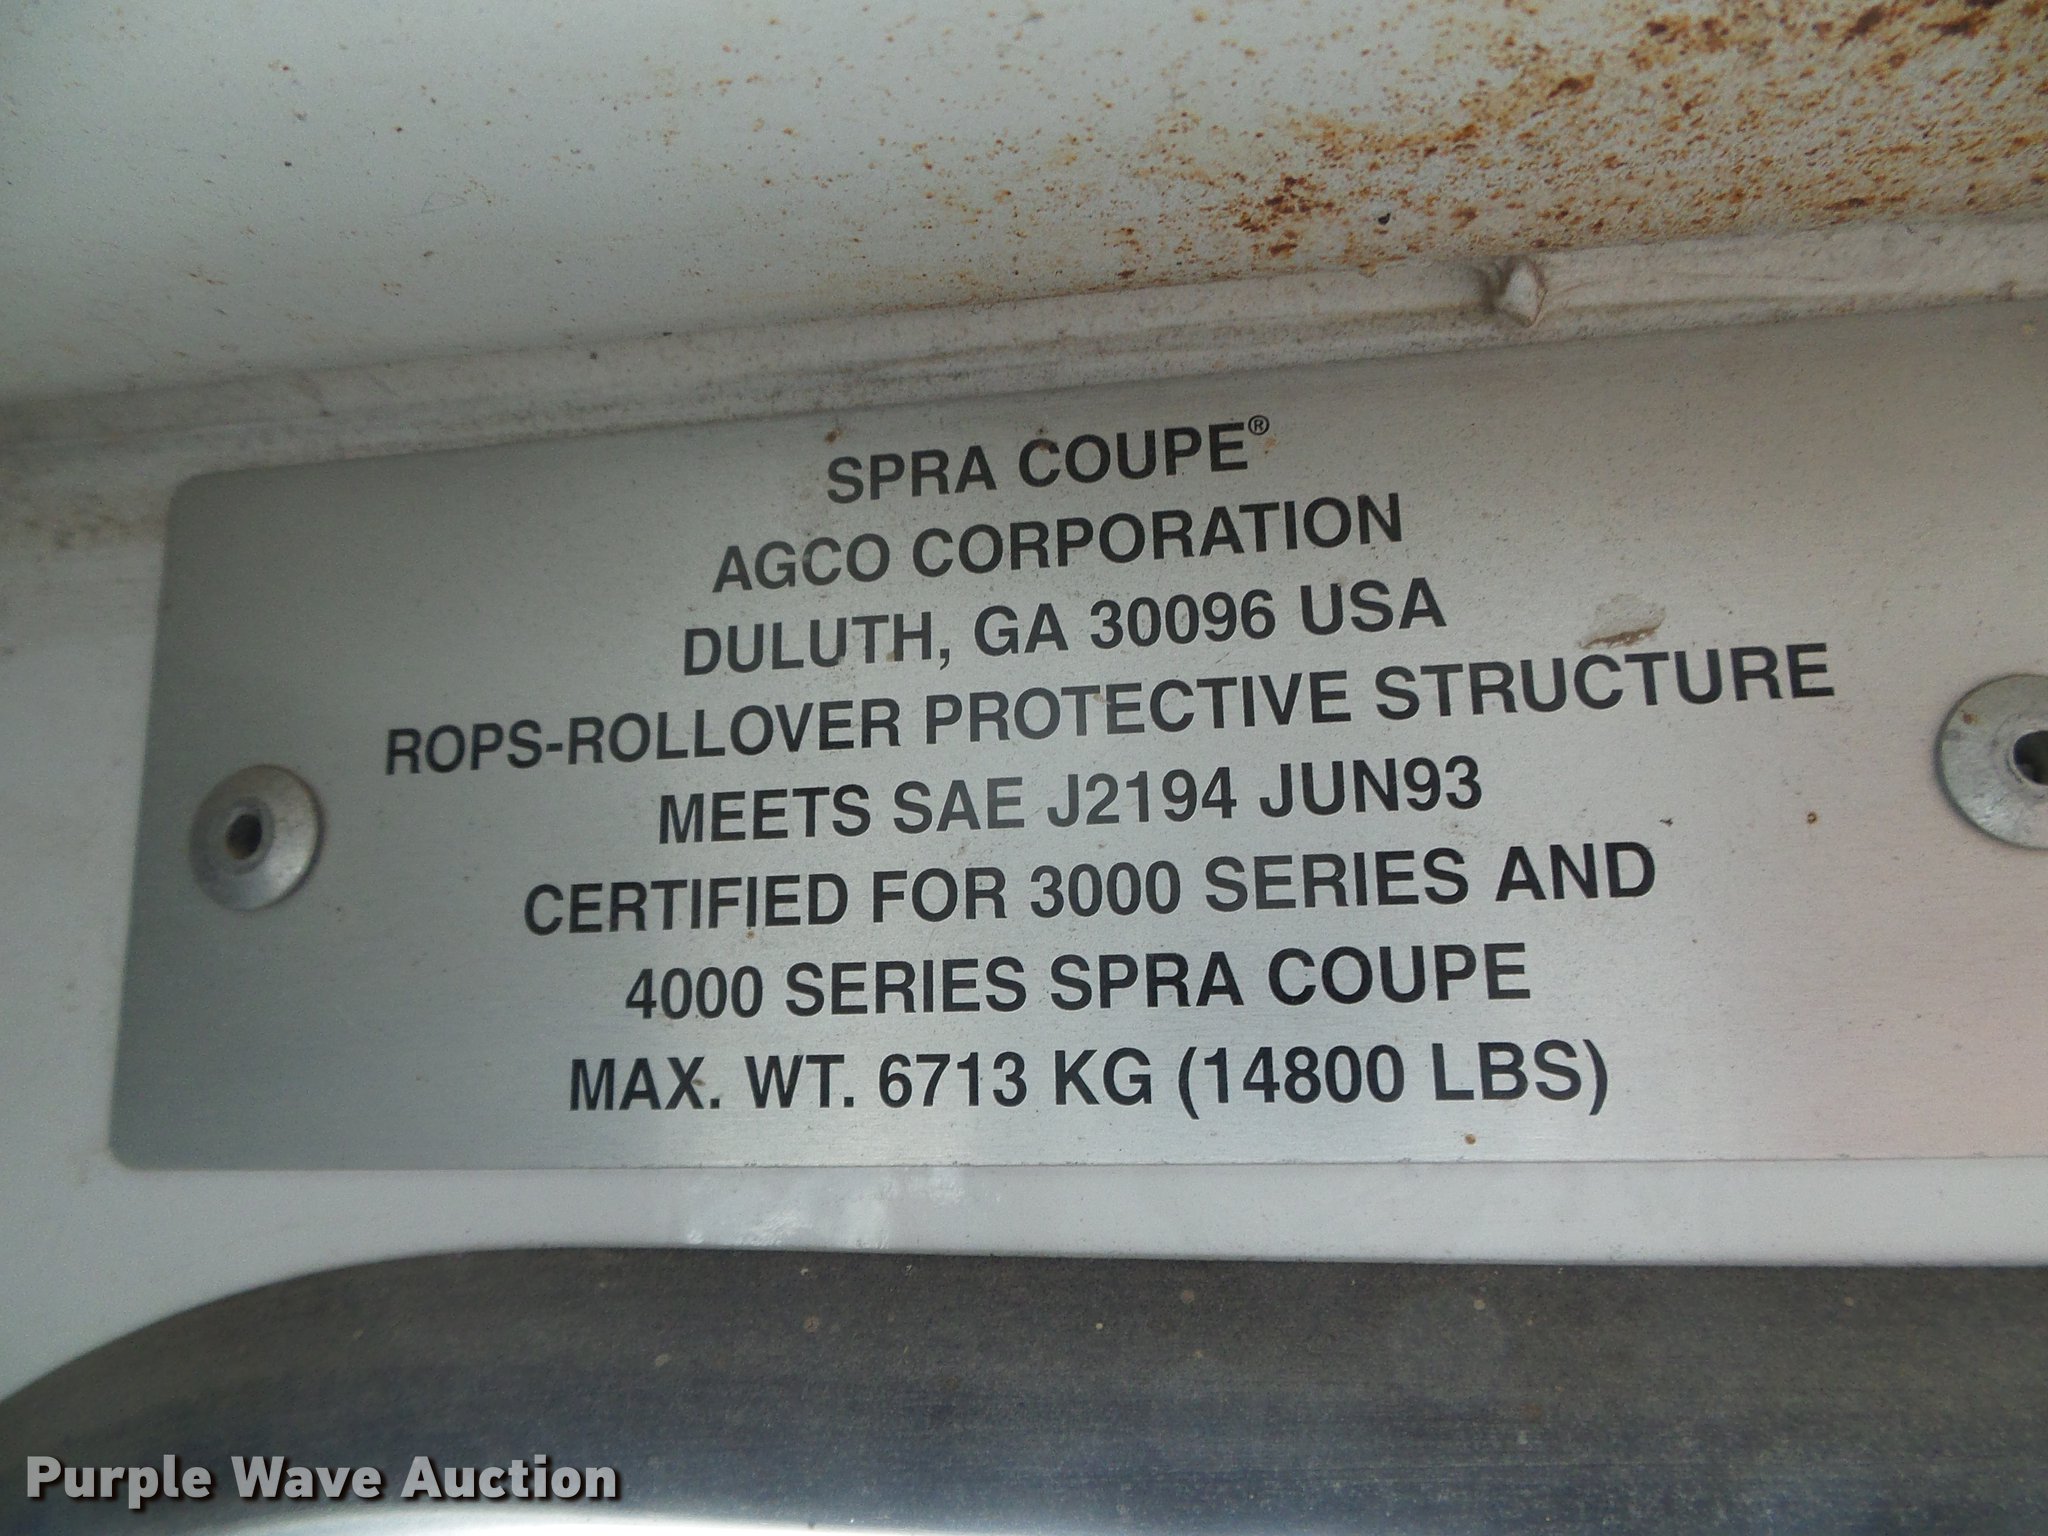 SPRA COUPE®
AGCO CORPORATION
DULUTH, GA 30096 USA
ROPS-ROLLOVER PROTECTIVE STRUCTURE
MEETS SAE J2194 JUN93
CERTIFIED FOR 3000 SERIES AND
4000 SERIES SPRA COUPE
MAX. WT. 6713 KG (14800 LBS)
Purple Wave Auction